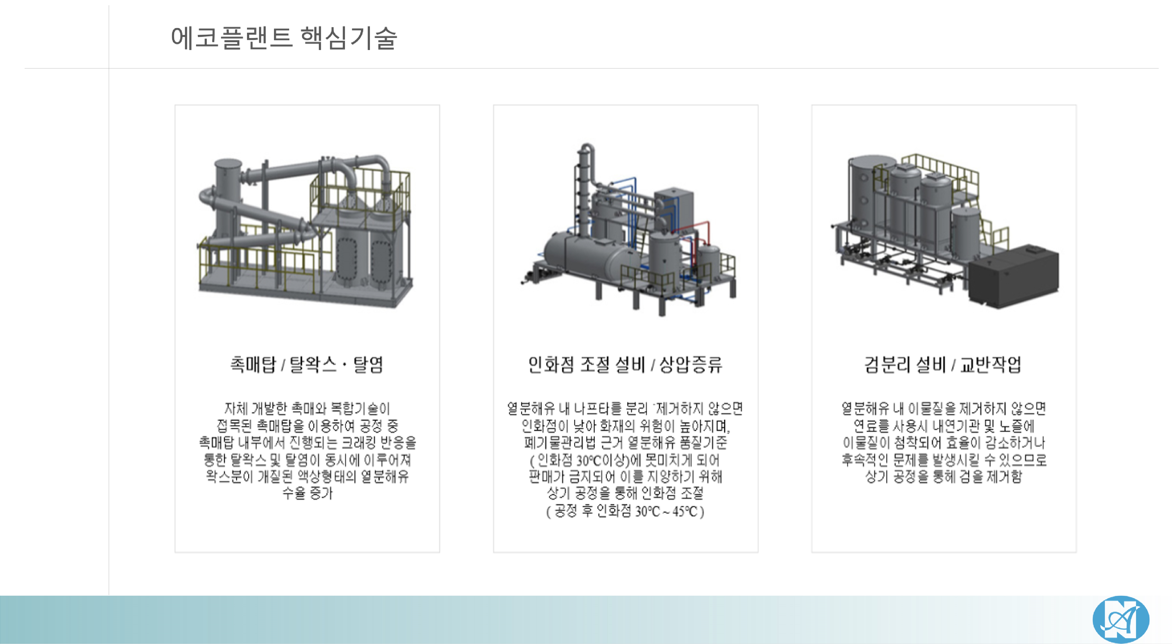 에코플랜트 핵심기술
촉매탑 / 탈왁스 · 탈염
자체 개발한 촉매와 복합기술이
접목된 촉매탑을 이용하여 공정 중
촉매탑 내부에서 진행되는 크래킹 반응을
통한 탈왁스 및 탈염이 동시에 이루어져
왁스분이 개질된 액상형태의 열분해유
수율 증가
인화점 조절 설비 / 상압증류
열분해유 내 나프타를 분리 ˙제거하지 않으면
인화점이 낮아 화재의 위험이 높아지며,
폐기물관리법 근거 열분해유 품질기준
( 인화점 30℃이상)에 못미치게 되어
판매가 금지되어 이를 지양하기 위해
상기 공정을 통해 인화점 조절
( 공정 후 인화점 30℃ ~ 45℃ )
검분리 설비 / 교반작업
열분해유 내 이물질을 제거하지 않으면
연료를 사용시 내연기관 및 노즐에
이물질이 첨착되어 효율이 감소하거나
후속적인 문제를 발생시킬 수 있으므로
상기 공정을 통헤 검을 제거함